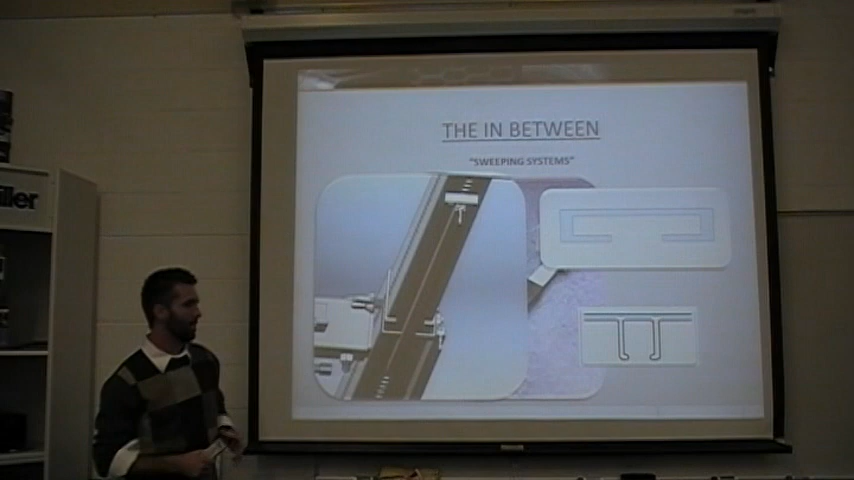 THE IN BETWEEN
"SWEEPING SYSTEMS"
iller